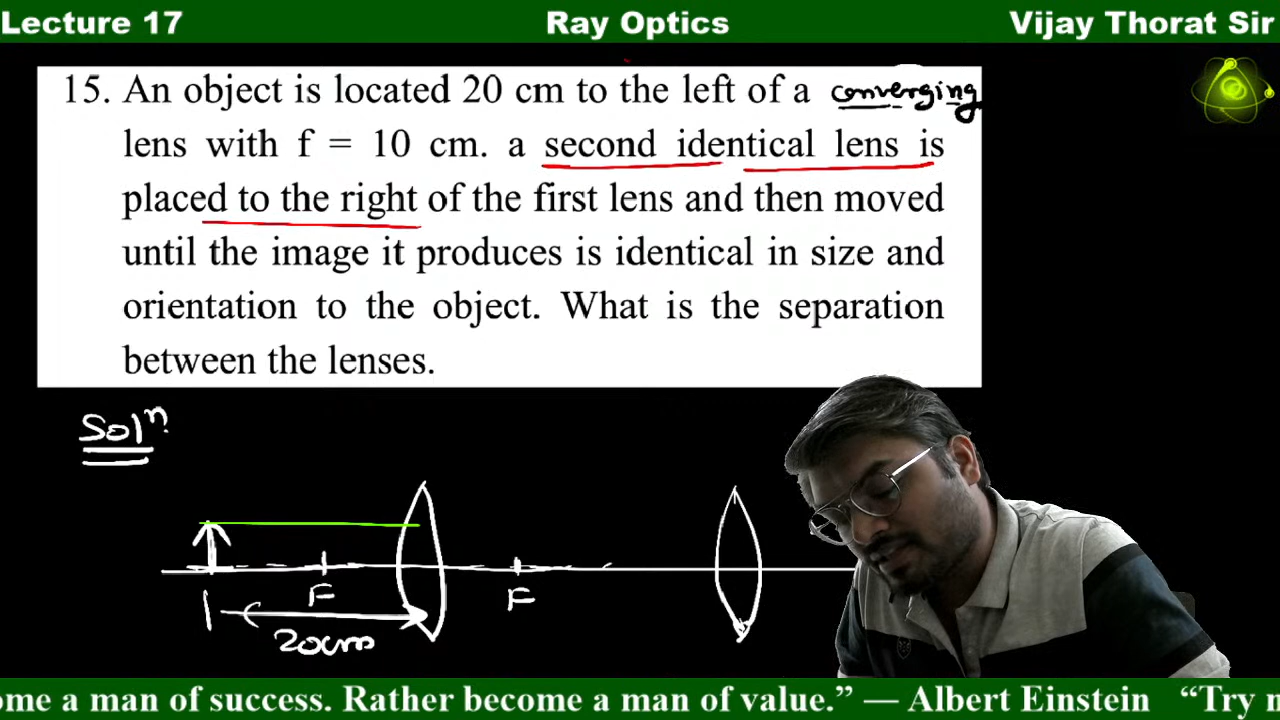 Lecture 17 Ray Optics Vijay Thorat Sir
15. An object is located 20 cm to the left of a converging
lens with f = 10 cm. a second identical lens is
placed to the right of the first lens and then moved
until the image it produces is identical in size and
orientation to the object. What is the separation
between the lenses.
Solⁿ:
F F
20cm
ome a man of success. Rather become a man of value.” — Albert Einstein “Try n